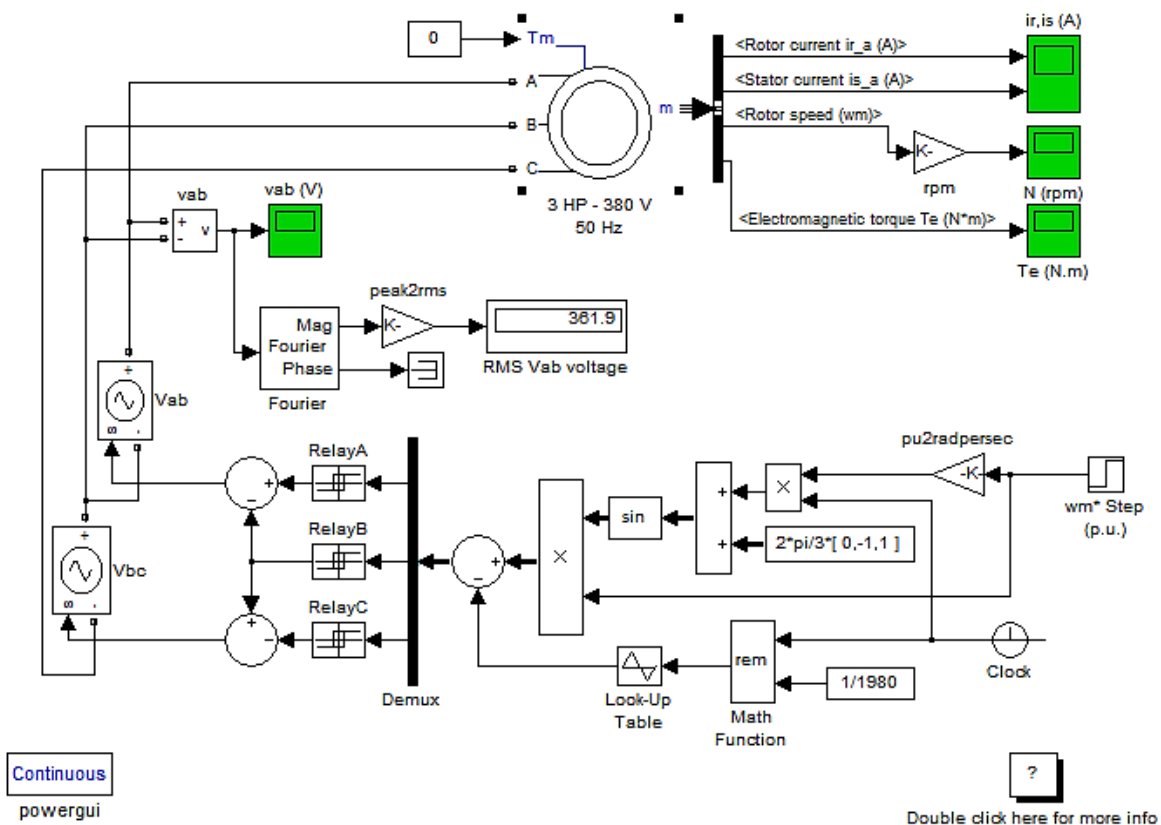 ir,is (A)
0
Tm
<Rotor current ir_a (A)>
A
<Stator current is_a (A)>
m
<Rotor speed (wm)>
B
K-
C
rpm
N (rpm)
vab
vab (V)
3 HP - 380 V
50 Hz
+
-
v
<Electromagnetic torque Te (N*m)>
Te (N.m)
peak2rms
Mag
Fourier
Phase
K-
361.9
RMS Vab voltage
Fourier
+
Vab
s
-
RelayA
+
−
pu2radpersec
-K-
wm* Step
(p.u.)
×
+
+
sin
2*pi/3*[ 0,-1,1 ]
RelayB
×
+
−
+
Vbc
s
-
RelayC
+
−
rem
Clock
1/1980
Demux
Look-Up
Table
Math
Function
Continuous
powergui
?
Double click here for more info